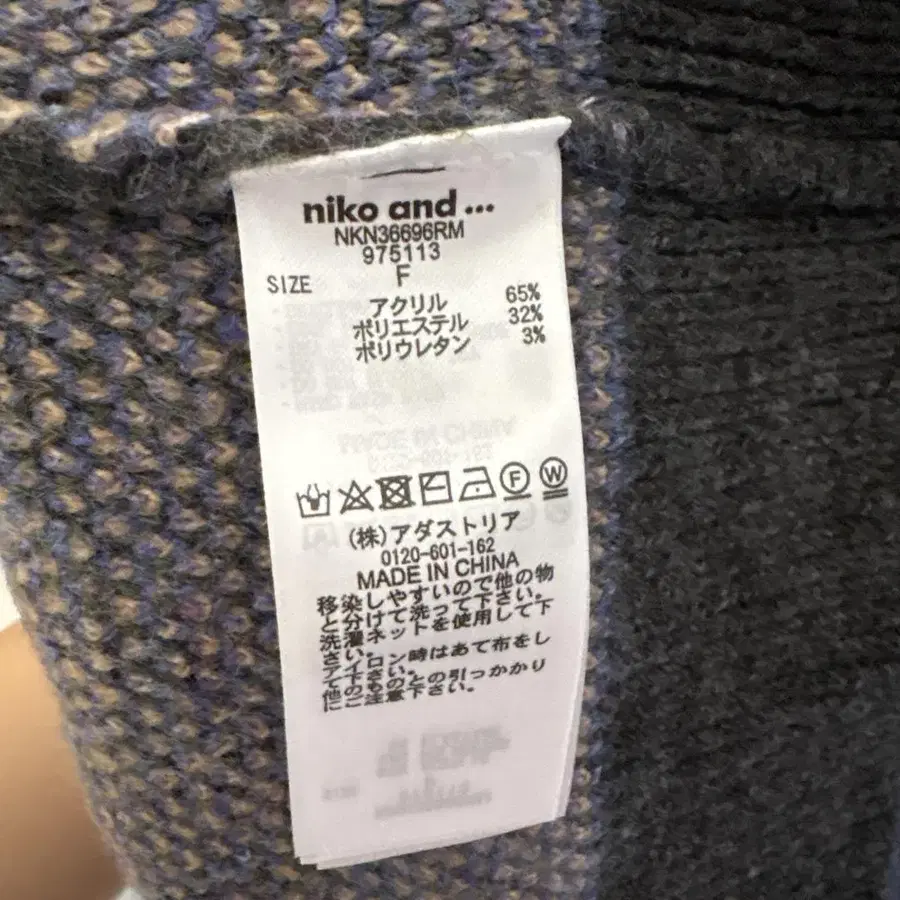 niko and ...
NKN36696RM
975113
SIZE F
アクリル 65%
ポリエステル 32%
ポリウレタン 3%
F W
(株)アダストリア
0120-601-162
MADE IN CHINA
移染しやすいので他の物
と分けて洗って下さい。
洗濯ネットを使用して下
さい。
アイロン時はあて布をし
て下さい。
他のものとの引っかかり
にご注意下さい。